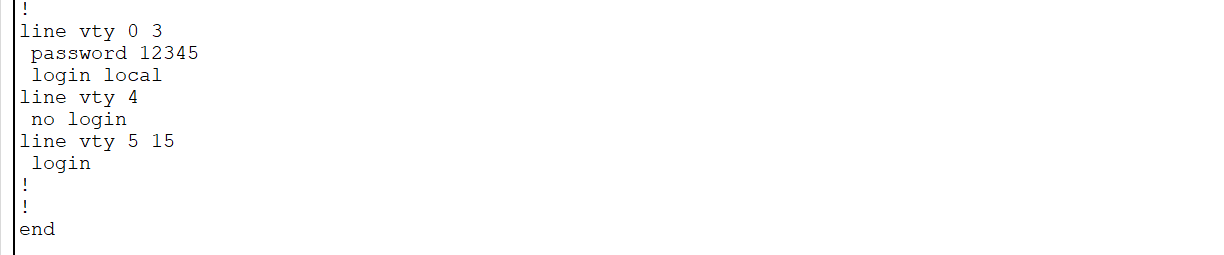 !
line vty 0 3
 password 12345
 login local
line vty 4
 no login
line vty 5 15
 login
!
!
end